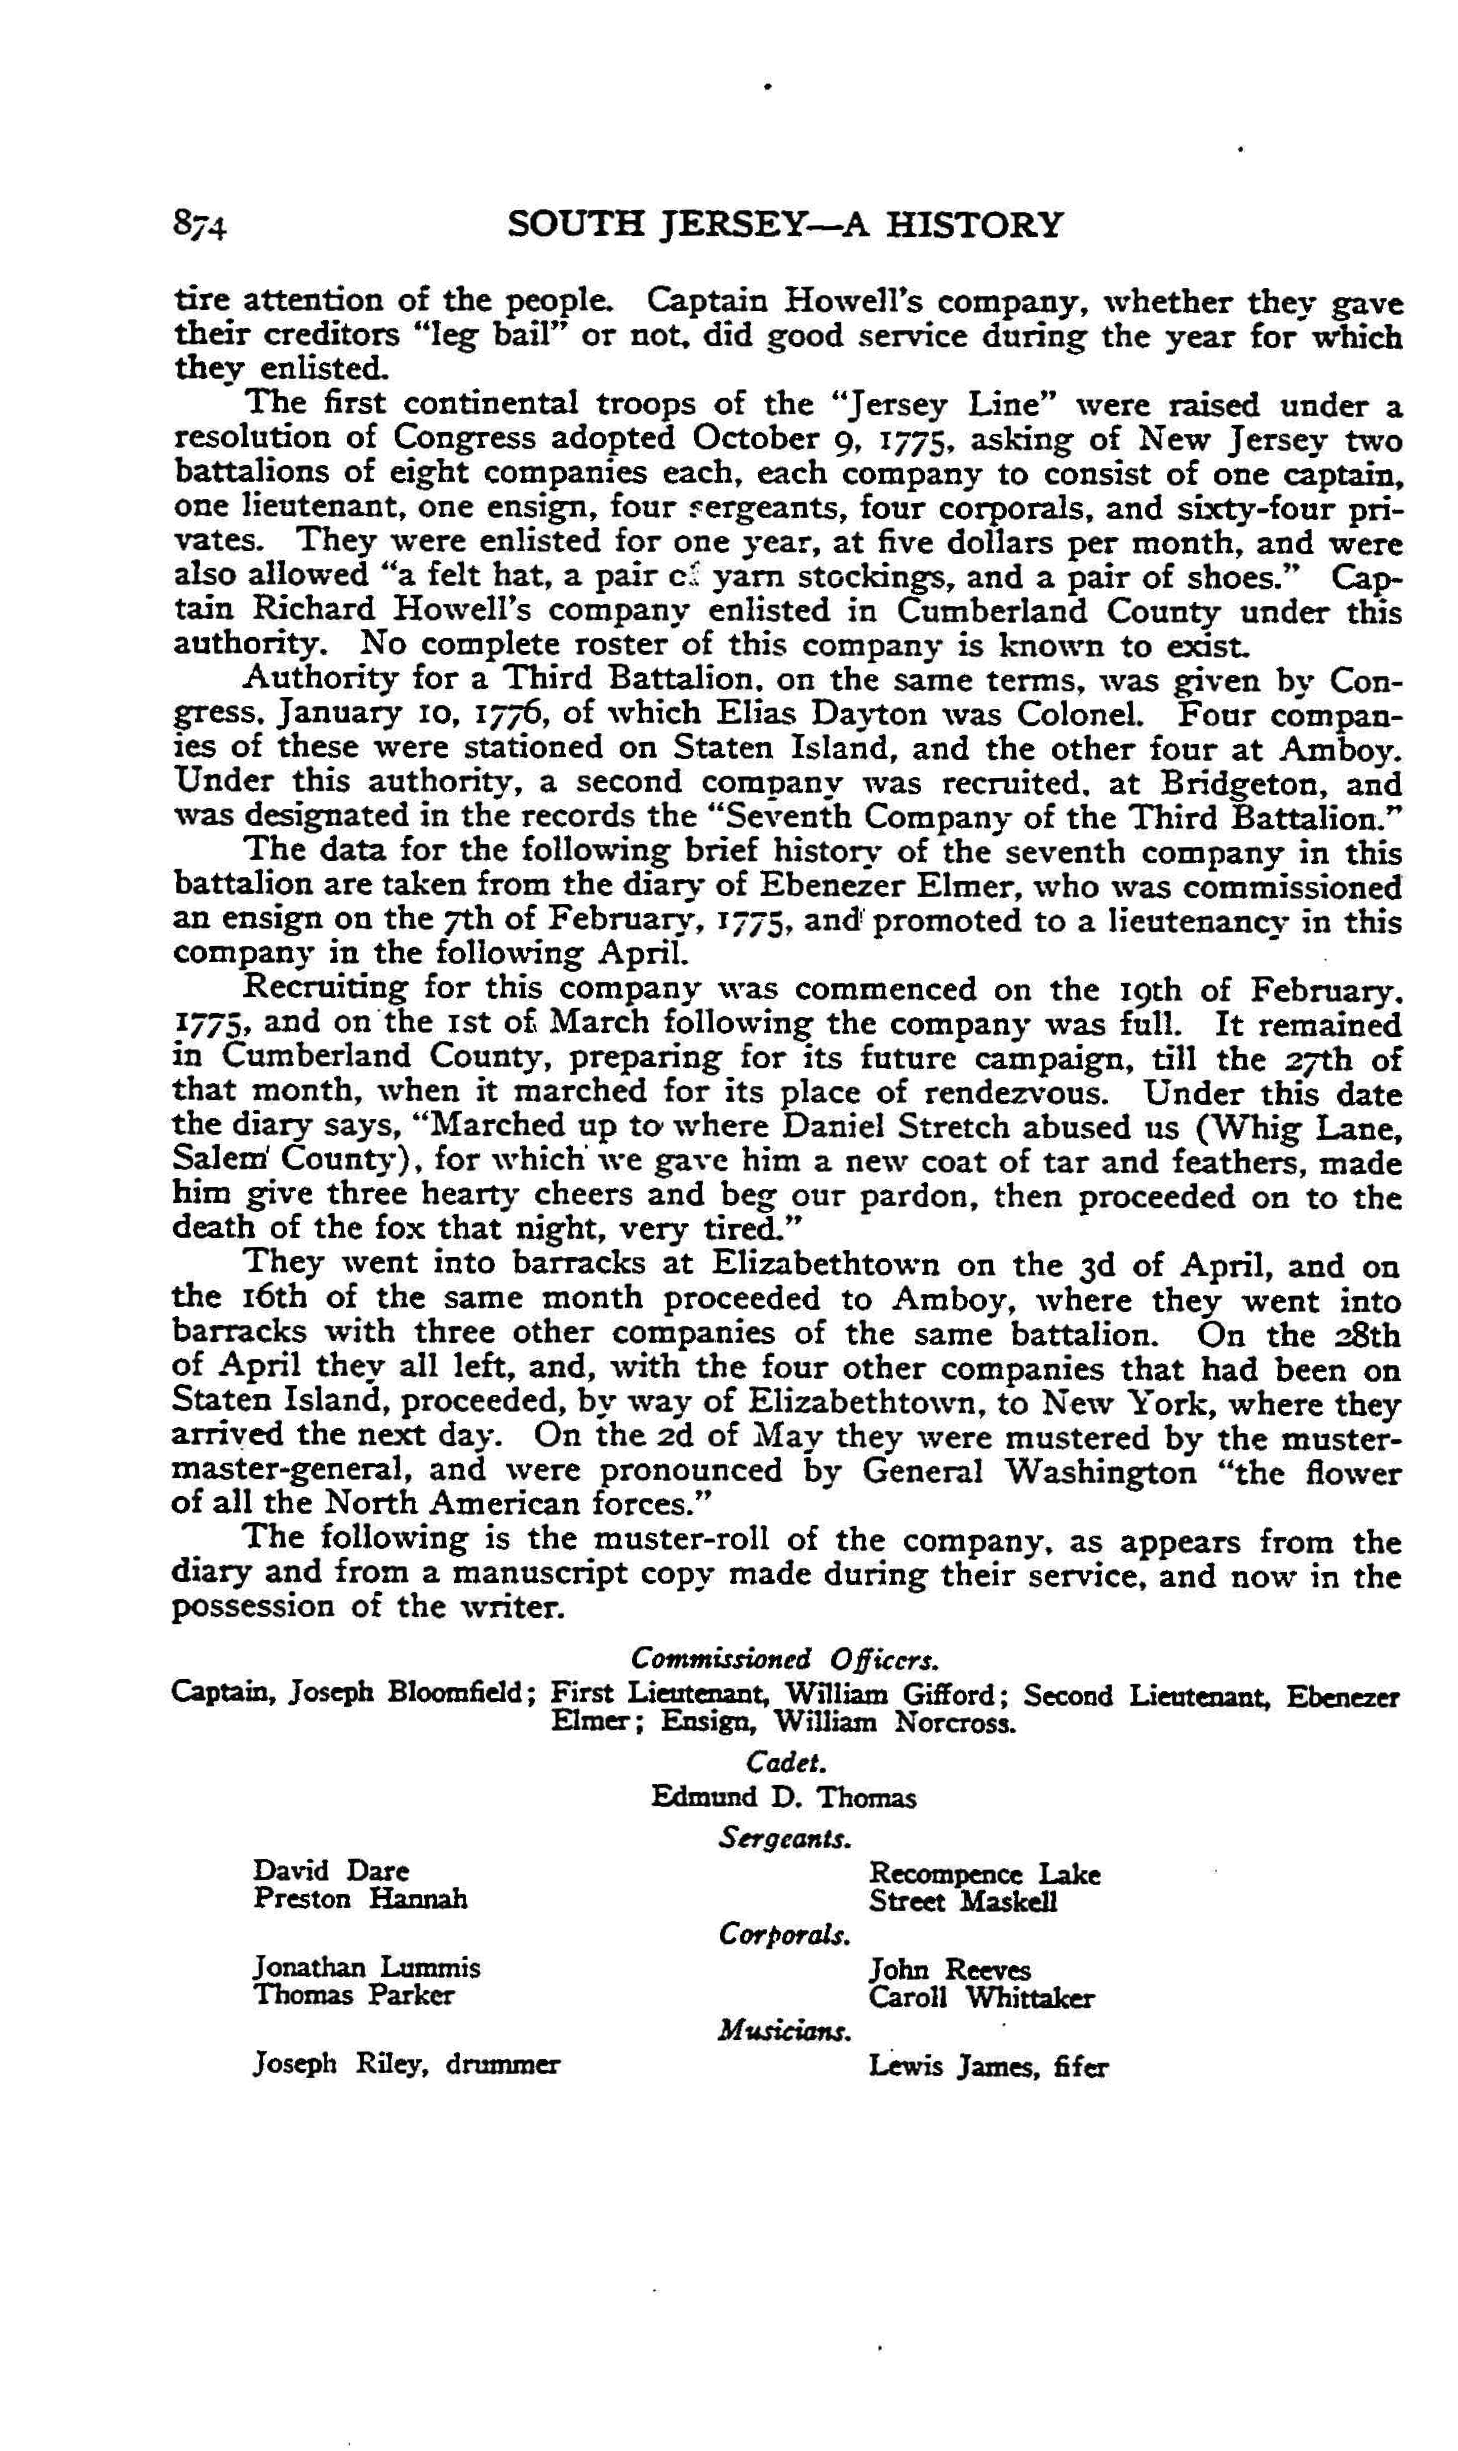 874 SOUTH JERSEY—A HISTORY
tire attention of the people. Captain Howell's company, whether they gave
their creditors "leg bail" or not, did good service during the year for which
they enlisted.
The first continental troops of the "Jersey Line" were raised under a
resolution of Congress adopted October 9, 1775, asking of New Jersey two
battalions of eight companies each, each company to consist of one captain,
one lieutenant, one ensign, four sergeants, four corporals, and sixty-four pri-
vates. They were enlisted for one year, at five dollars per month, and were
also allowed "a felt hat, a pair of yarn stockings, and a pair of shoes." Cap-
tain Richard Howell's company enlisted in Cumberland County under this
authority. No complete roster of this company is known to exist.
Authority for a Third Battalion, on the same terms, was given by Con-
gress, January 10, 1776, of which Elias Dayton was Colonel. Four compan-
ies of these were stationed on Staten Island, and the other four at Amboy.
Under this authority, a second company was recruited, at Bridgeton, and
was designated in the records the "Seventh Company of the Third Battalion."
The data for the following brief history of the seventh company in this
battalion are taken from the diary of Ebenezer Elmer, who was commissioned
an ensign on the 7th of February, 1775, and promoted to a lieutenancy in this
company in the following April.
Recruiting for this company was commenced on the 19th of February,
1775, and on the 1st of March following the company was full. It remained
in Cumberland County, preparing for its future campaign, till the 27th of
that month, when it marched for its place of rendezvous. Under this date
the diary says, "Marched up to where Daniel Stretch abused us (Whig Lane,
Salem County), for which we gave him a new coat of tar and feathers, made
him give three hearty cheers and beg our pardon, then proceeded on to the
death of the fox that night, very tired."
They went into barracks at Elizabethtown on the 3d of April, and on
the 16th of the same month proceeded to Amboy, where they went into
barracks with three other companies of the same battalion. On the 28th
of April they all left, and, with the four other companies that had been on
Staten Island, proceeded, by way of Elizabethtown, to New York, where they
arrived the next day. On the 2d of May they were mustered by the muster-
master-general, and were pronounced by General Washington "the flower
of all the North American forces."
The following is the muster-roll of the company, as appears from the
diary and from a manuscript copy made during their service, and now in the
possession of the writer.
Commissioned Officers.
Captain, Joseph Bloomfield; First Lieutenant, William Gifford; Second Lieutenant, Ebenezer
Elmer; Ensign, William Norcross.
Cadet.
Edmund D. Thomas
Sergeants.
David Dare Recompence Lake
Preston Hannah Street Maskell
Corporals.
Jonathan Lummis John Reeves
Thomas Parker Caroll Whittaker
Musicians.
Joseph Riley, drummer Lewis James, fifer